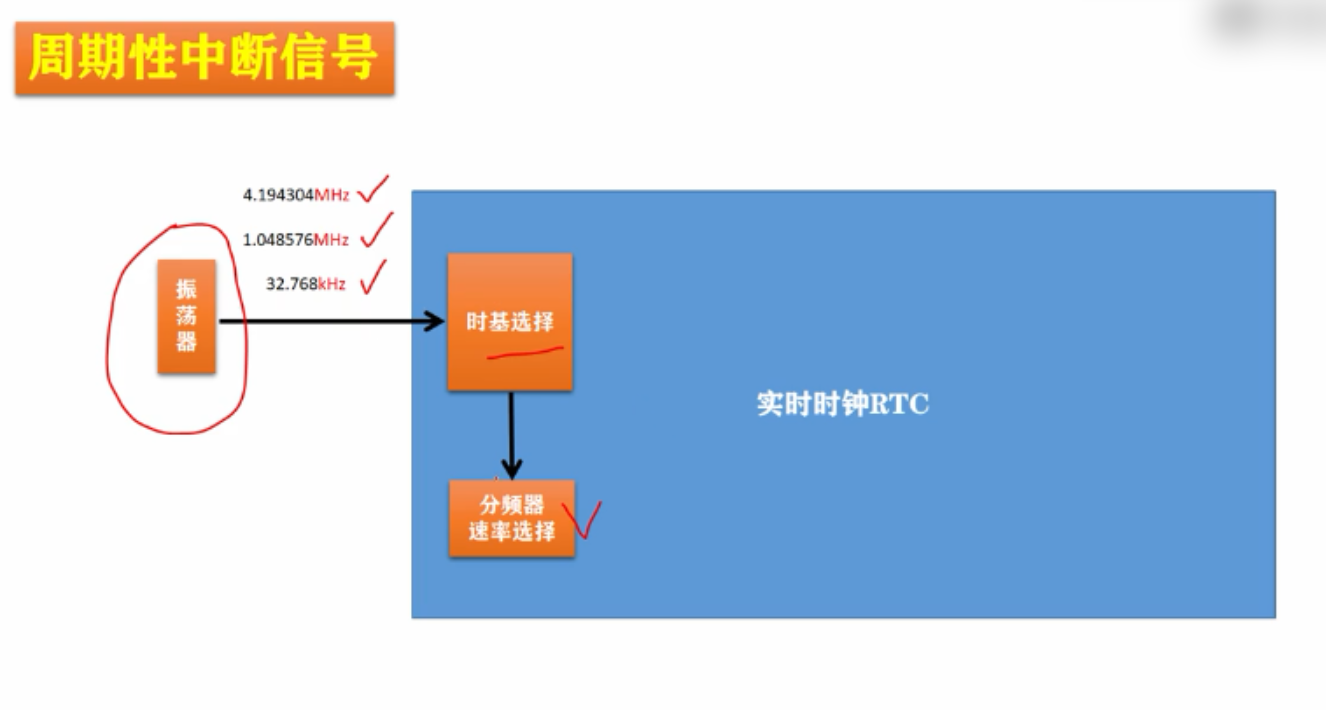 周期性中断信号
4.194304MHz
1.048576MHz
32.768kHz
振荡器
时基选择
实时时钟RTC
分频器
速率选择